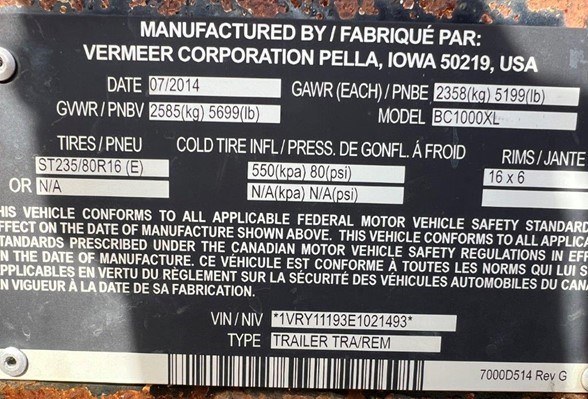 MANUFACTURED BY / FABRIQUÉ PAR:
VERMEER CORPORATION PELLA, IOWA 50219, USA
DATE 07/2014 GAWR (EACH) / PNBE 2358(kg) 5199(lb)
GVWR / PNBV 2585(kg) 5699(lb) MODEL BC1000XL
TIRES / PNEU COLD TIRE INFL / PRESS. DE GONFL. À FROID RIMS / JANTE
ST235/80R16 (E) 550(kpa) 80(psi) 16 x 6
OR N/A N/A(kpa) N/A(psi)
HIS VEHICLE CONFORMS TO ALL APPLICABLE FEDERAL MOTOR VEHICLE SAFETY STANDARD
EFFECT ON THE DATE OF MANUFACTURE SHOWN ABOVE. THIS VEHICLE CONFORMS TO ALL APPLIC
TANDARDS PRESCRIBED UNDER THE CANADIAN MOTOR VEHICLE SAFETY REGULATIONS IN EFF
N THE DATE OF MANUFACTURE. CE VÉHICULE EST CONFORME À TOUTES LES NORMS QUI LUI S
PPLICABLES EN VERTU DU RÈGLEMENT SUR LA SÉCURITÉ DES VÉHICULES AUTOMOBILES DU CAN
N VIGUEUR À LA DATE DE SA FABRICATION.
VIN / NIV *1VRY11193E1021493*
TYPE TRAILER TRA/REM
7000D514 Rev G